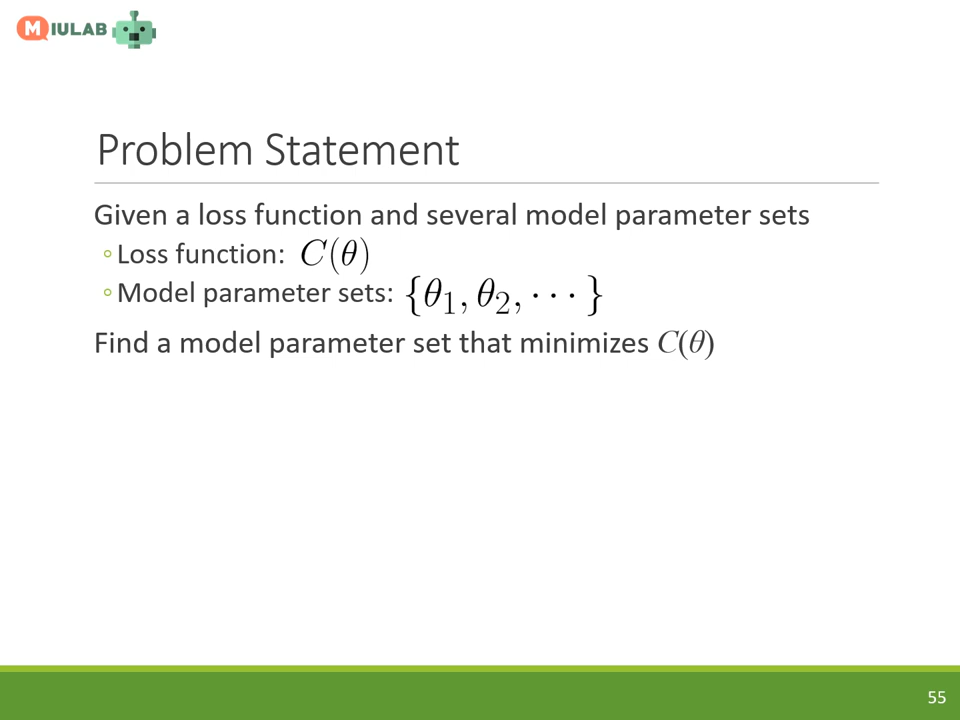 MIULAB
Problem Statement
Given a loss function and several model parameter sets
◦Loss function: C(θ)
◦Model parameter sets: {θ₁, θ₂, ⋯ }
Find a model parameter set that minimizes C(θ)
55